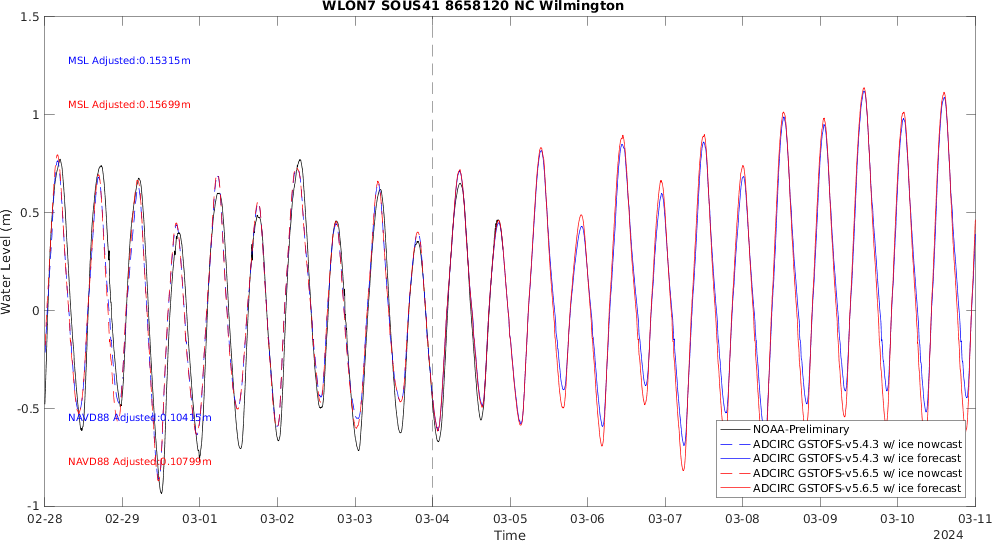 WLON7 SOUS41 8658120 NC Wilmington
1.5
1
0.5
0
-0.5
-1
Water Level (m)
MSL Adjusted:0.15315m
MSL Adjusted:0.15699m
NAVD88 Adjusted:0.10415m
NAVD88 Adjusted:0.10799m
NOAA-Preliminary
ADCIRC GSTOFS-v5.4.3 w/ ice nowcast
ADCIRC GSTOFS-v5.4.3 w/ ice forecast
ADCIRC GSTOFS-v5.6.5 w/ ice nowcast
ADCIRC GSTOFS-v5.6.5 w/ ice forecast
02-28 02-29 03-01 03-02 03-03 03-04 03-05 03-06 03-07 03-08 03-09 03-10 03-11
Time
2024